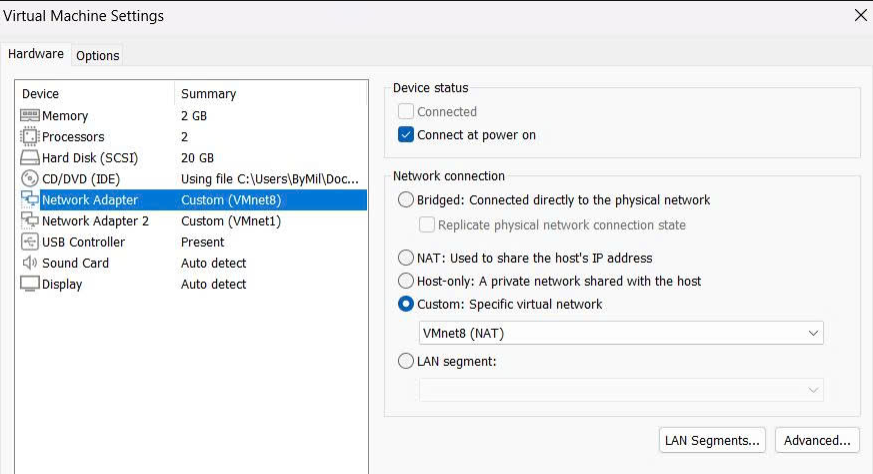 Virtual Machine Settings
Hardware Options
Device Summary
Memory 2 GB
Processors 2
Hard Disk (SCSI) 20 GB
CD/DVD (IDE) Using file C:\Users\ByMil\Doc...
Network Adapter Custom (VMnet8)
Network Adapter 2 Custom (VMnet1)
USB Controller Present
Sound Card Auto detect
Display Auto detect
Device status
Connected
Connect at power on
Network connection
Bridged: Connected directly to the physical network
Replicate physical network connection state
NAT: Used to share the host's IP address
Host-only: A private network shared with the host
Custom: Specific virtual network
VMnet8 (NAT)
LAN segment:
LAN Segments... Advanced...